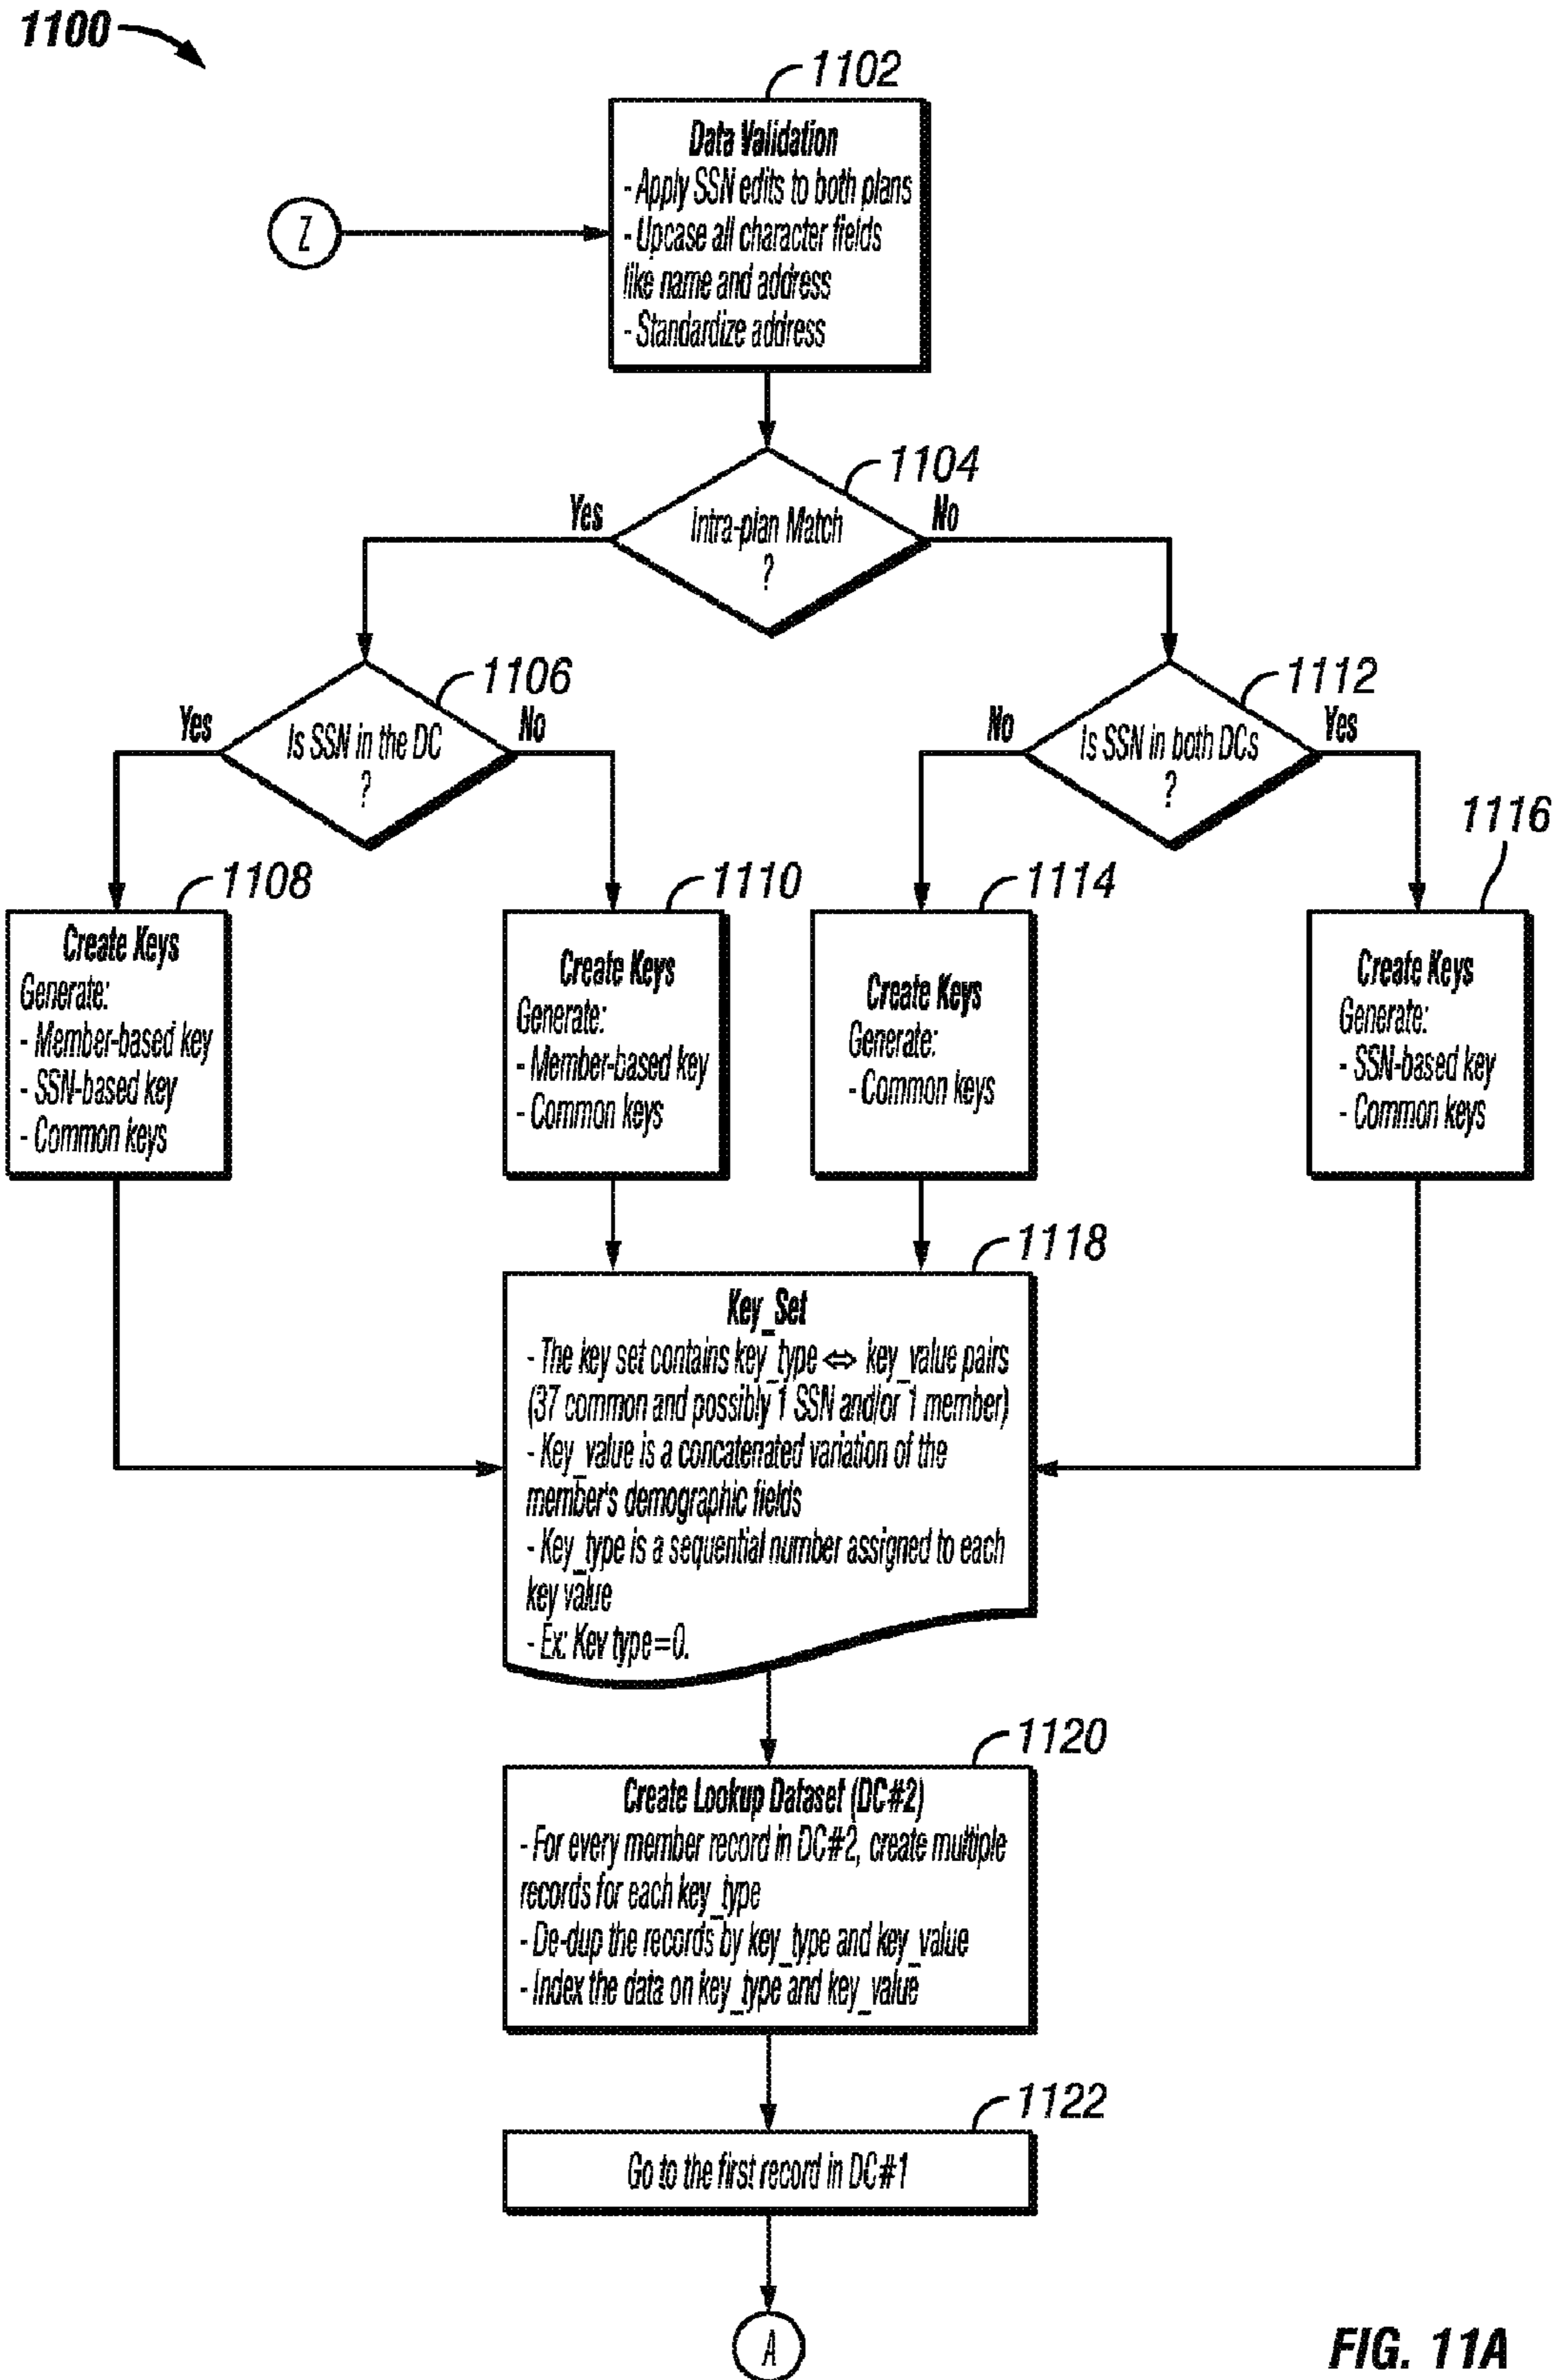 1100
1102
Data Validation
- Apply SSN edits to both plans
- Upcase all character fields
like name and address
- Standardize address
Z
1104
Yes
Intra-plan Match
?
No
1106
Yes
Is SSN in the DC
?
No
1112
No
Is SSN in both DCs
?
Yes
1108
Create Keys
Generate:
- Member-based key
- SSN-based key
- Common keys
1110
Create Keys
Generate:
- Member-based key
- Common keys
1114
Create Keys
Generate:
- Common keys
1116
Create Keys
Generate:
- SSN-based key
- Common keys
1118
Key_Set
- The key set contains key_type ⇔ key_value pairs
(37 common and possibly 1 SSN and/or 1 member)
- Key_value is a concatenated variation of the
member's demographic fields
- Key_type is a sequential number assigned to each
key value
- Ex: Key type=0.
1120
Create Lookup Dataset (DC#2)
- For every member record in DC#2, create multiple
records for each key_type
- De-dup the records by key_type and key_value
- Index the data on key_type and key_value
1122
Go to the first record in DC#1
A
FIG. 11A